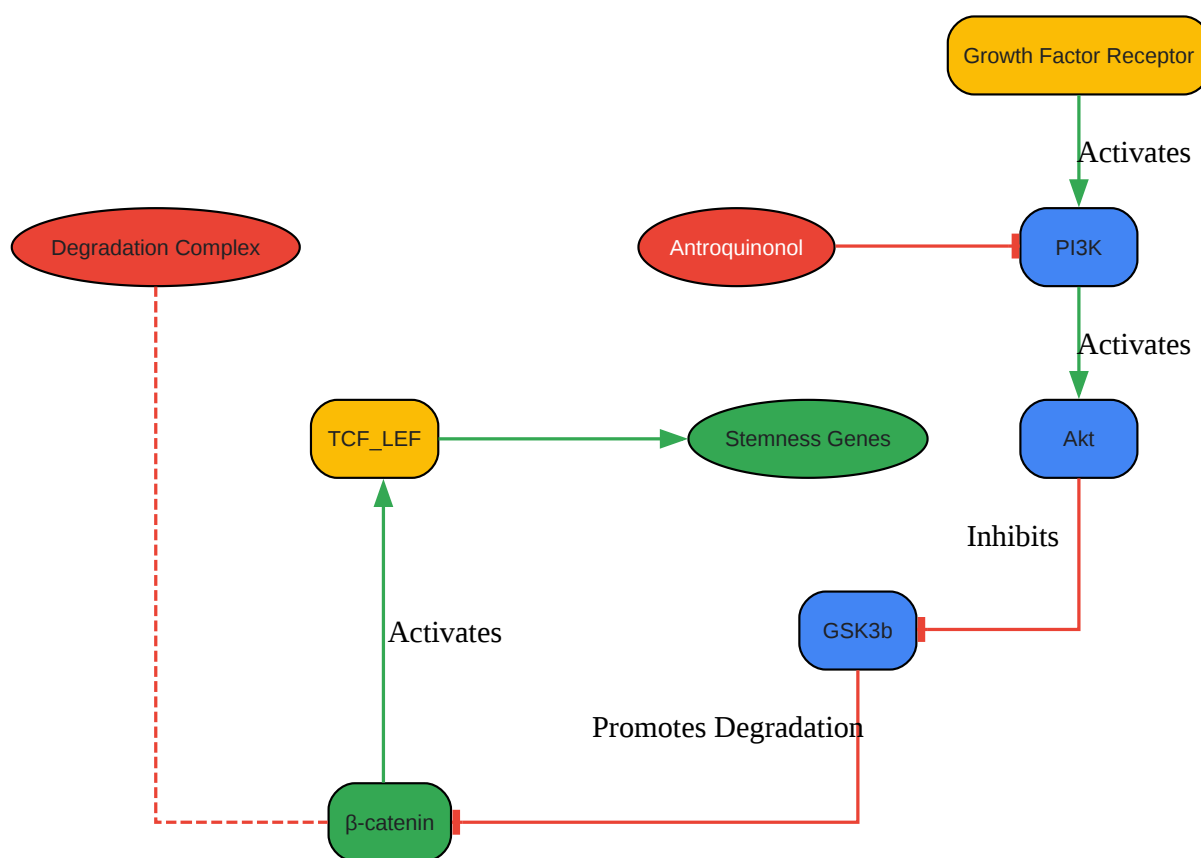 Growth Factor Receptor
Activates
Degradation Complex
Antroquinonol
PI3K
Activates
TCF_LEF
Stemness Genes
Akt
Inhibits
GSK3b
Activates
Promotes Degradation
β-catenin